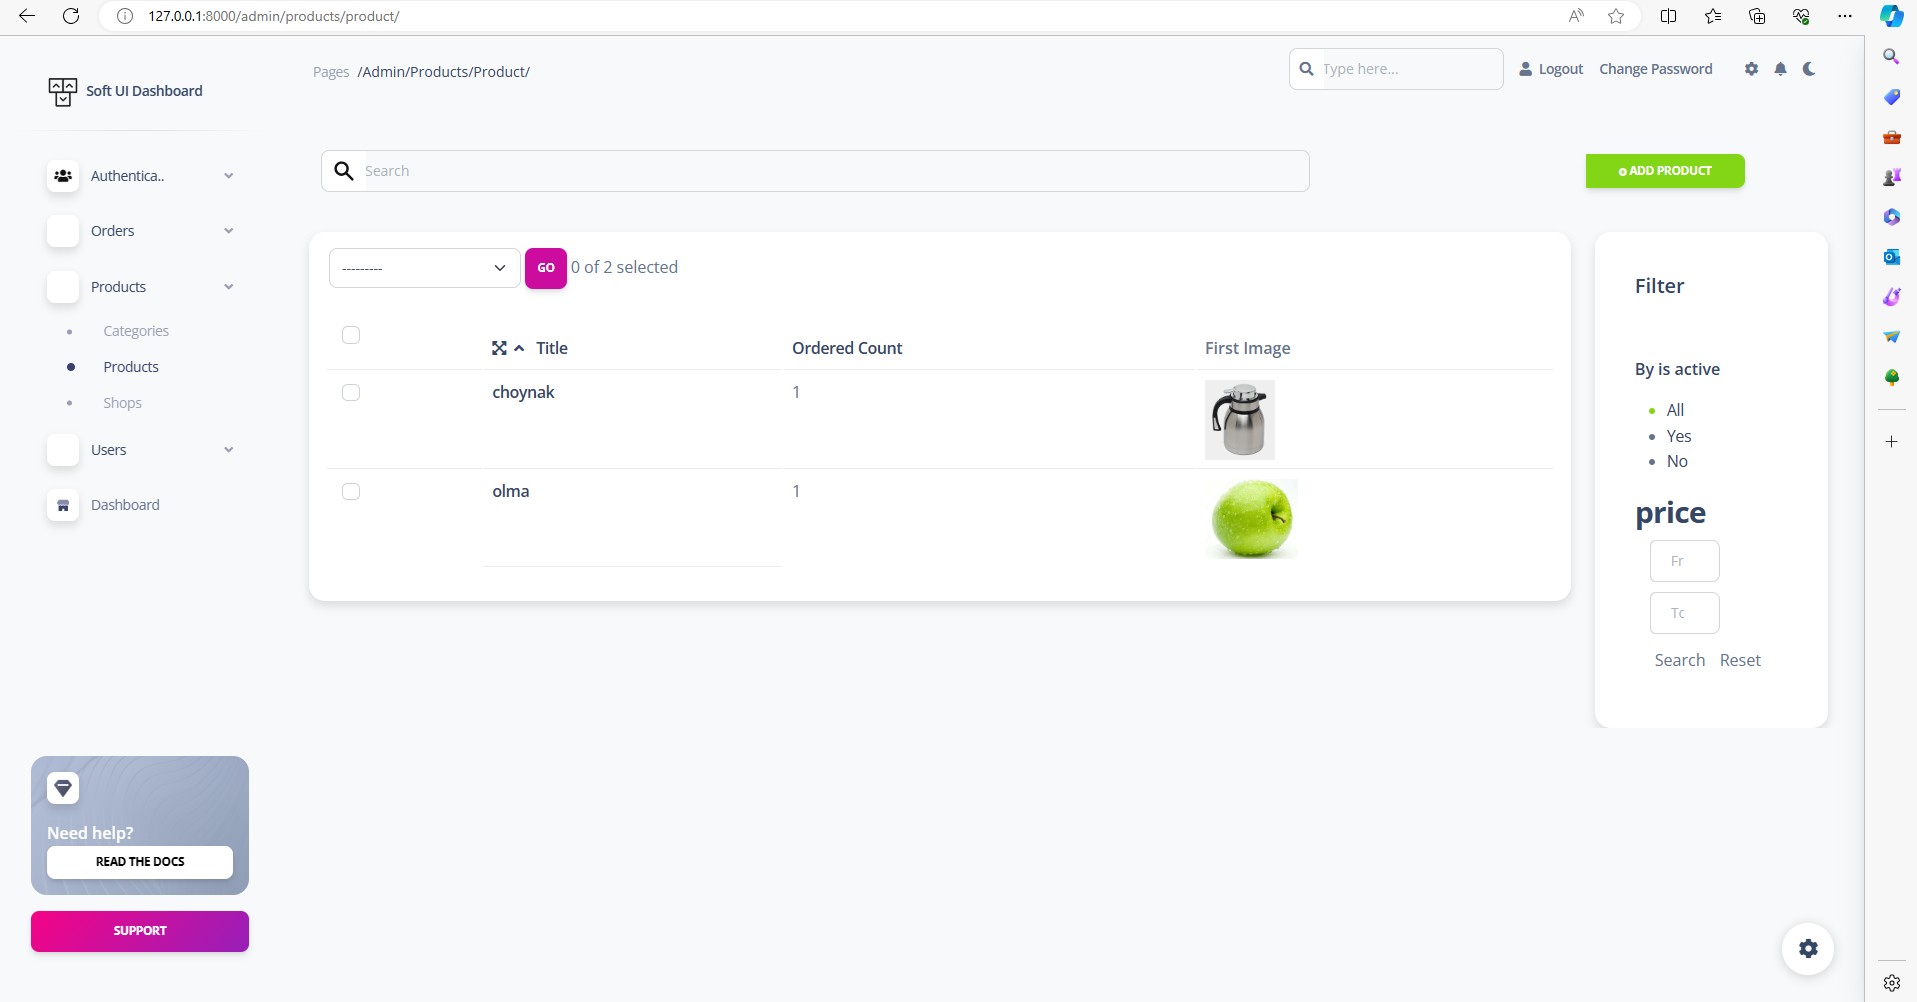 127.0.0.1:8000/admin/products/product/
Soft UI Dashboard
Pages /Admin/Products/Product/
Type here...
Logout
Change Password
Search
ADD PRODUCT
Authentica..
Orders
Products
Categories
Products
Shops
Users
Dashboard
---------
GO
0 of 2 selected
Title
Ordered Count
First Image
choynak
1
olma
1
Filter
By is active
All
Yes
No
price
Fr
To
Search
Reset
Need help?
READ THE DOCS
SUPPORT